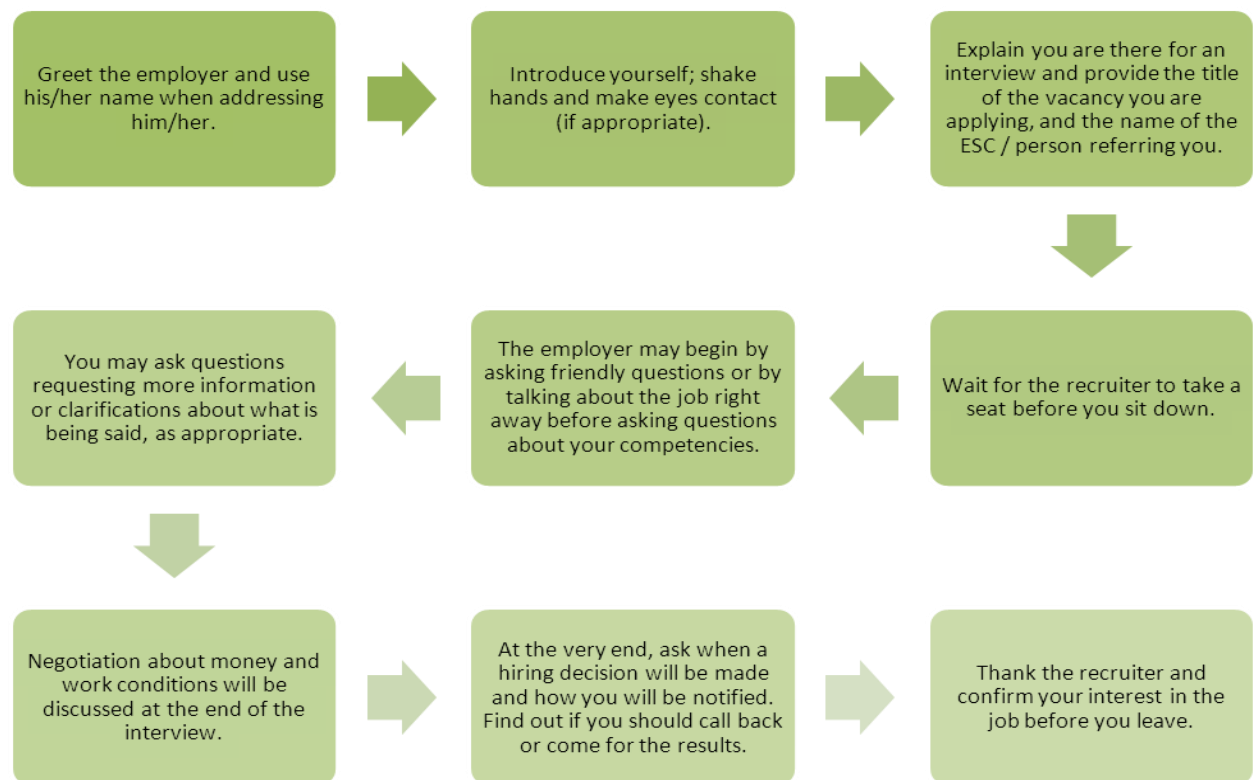 Greet the employer and use
his/her name when addressing
him/her.
Introduce yourself; shake
hands and make eyes contact
(if appropriate).
Explain you are there for an
interview and provide the title
of the vacancy you are
applying, and the name of the
ESC / person referring you.
Wait for the recruiter to take a
seat before you sit down.
The employer may begin by
asking friendly questions or by
talking about the job right
away before asking questions
about your competencies.
You may ask questions
requesting more information
or clarifications about what is
being said, as appropriate.
Negotiation about money and
work conditions will be
discussed at the end of the
interview.
At the very end, ask when a
hiring decision will be made
and how you will be notified.
Find out if you should call back
or come for the results.
Thank the recruiter and
confirm your interest in the
job before you leave.